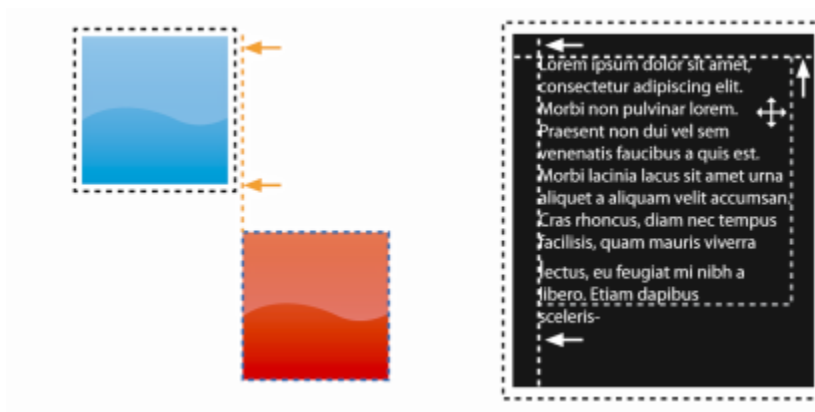 Lorem ipsum dolor sit amet,
consectetur adipiscing elit.
Morbi non pulvinar lorem.
Praesent non dui vel sem
venenatis faucibus a quis est.
Morbi lacinia lacus sit amet urna
aliquet a aliquam velit accumsan.
Cras rhoncus, diam nec tempus
facilisis, quam mauris viverra
lectus, eu feugiat mi nibh a
libero. Etiam dapibus
sceleris-